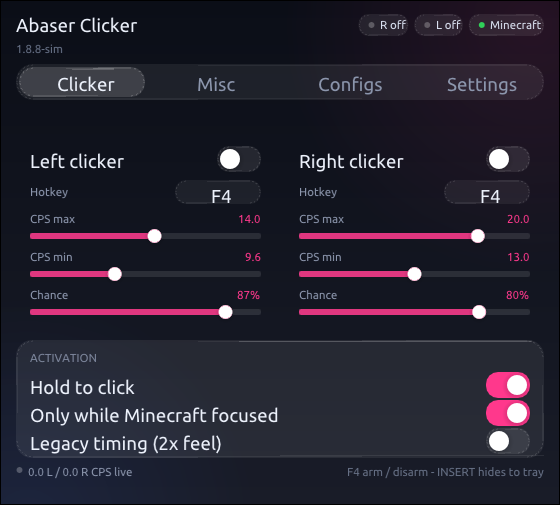 Abaser Clicker
R off
L off
Minecraft
1.8.8-sim
Clicker
Misc
Configs
Settings
Left clicker
Hotkey
F4
CPS max
14.0
CPS min
9.6
Chance
87%
Right clicker
Hotkey
F4
CPS max
20.0
CPS min
13.0
Chance
80%
ACTIVATION
Hold to click
Only while Minecraft focused
Legacy timing (2x feel)
0.0 L / 0.0 R CPS live
F4 arm / disarm - INSERT hides to tray